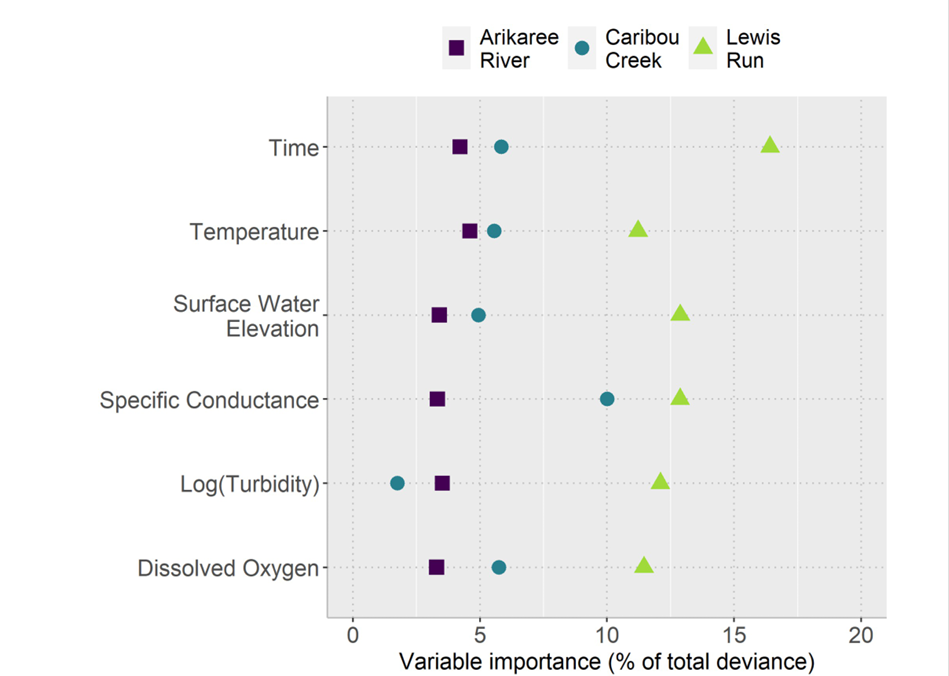 Arikaree
River
Caribou
Creek
Lewis
Run
Time
Temperature
Surface Water
Elevation
Specific Conductance
Log(Turbidity)
Dissolved Oxygen
0 5 10 15 20
Variable importance (% of total deviance)